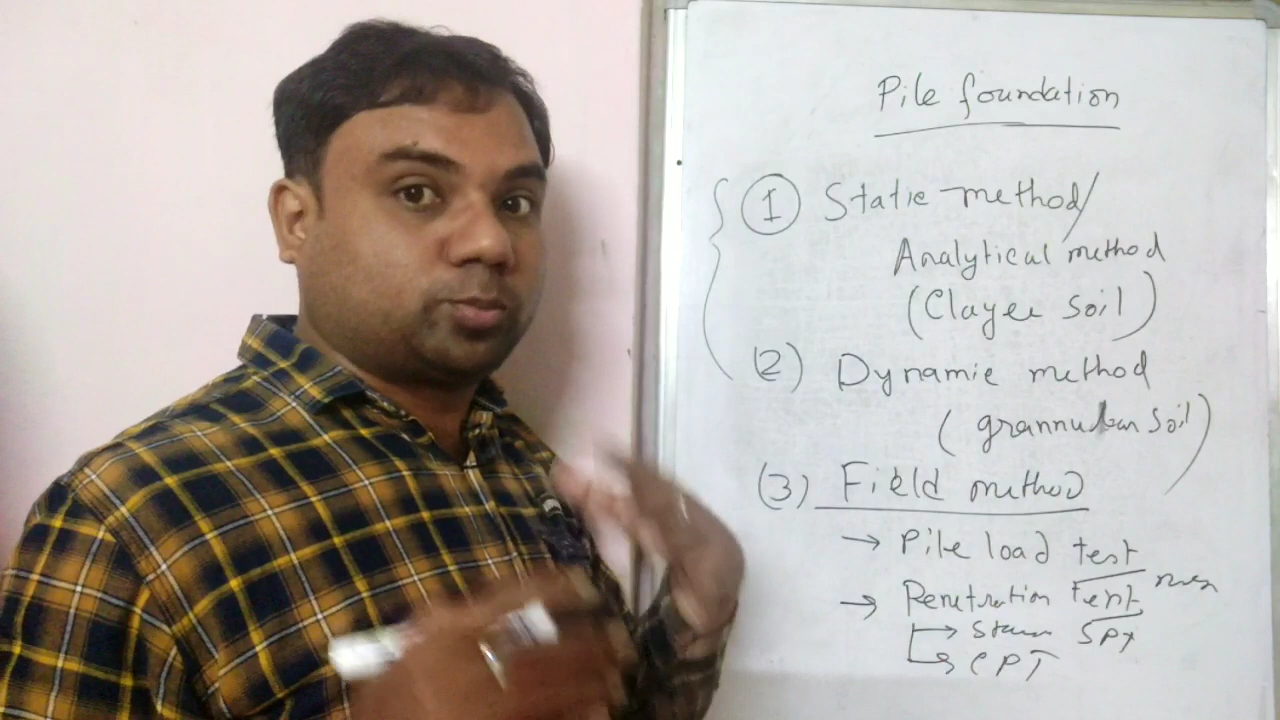 Pile foundation
① Static method/
Analytical method
(Clayee soil)
(2) Dynamic method
(grannular soil)
(3) Field method
→ Pile load test
→ Penetration test
→ SPT
→ CPT